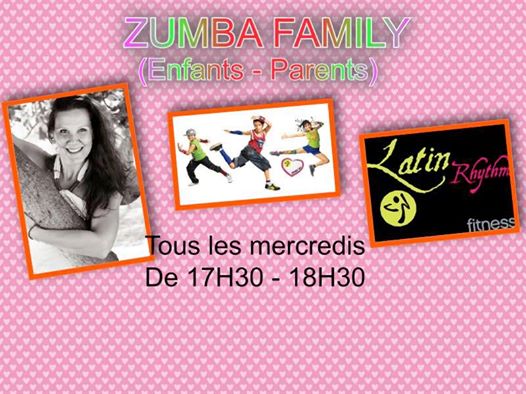 ZUMBA FAMILY
(Enfants - Parents)
Latin
Rhythm
fitness
Tous les mercredis
De 17H30 - 18H30